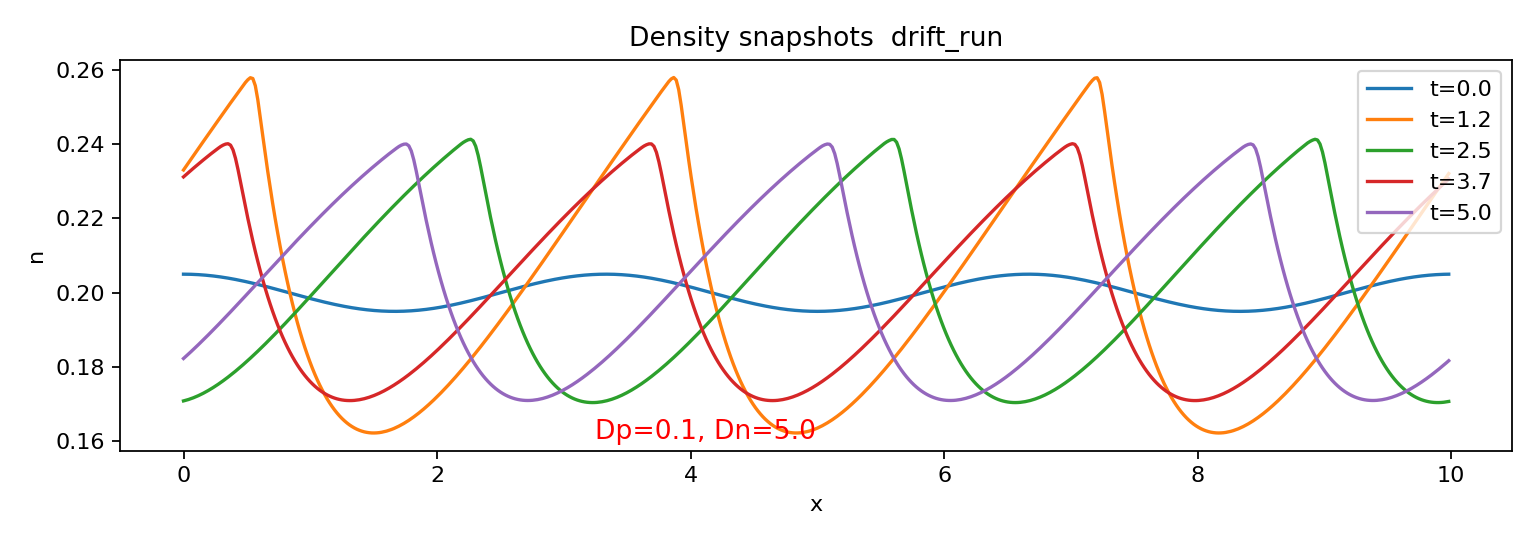 Density snapshots  drift_run
0.26
0.24
0.22
0.20
0.18
0.16
n
t=0.0
t=1.2
t=2.5
t=3.7
t=5.0
Dp=0.1, Dn=5.0
0 2 4 6 8 10
x